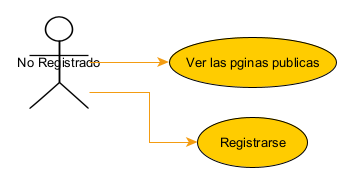 No Registrado
Ver las pginas publicas
Registrarse